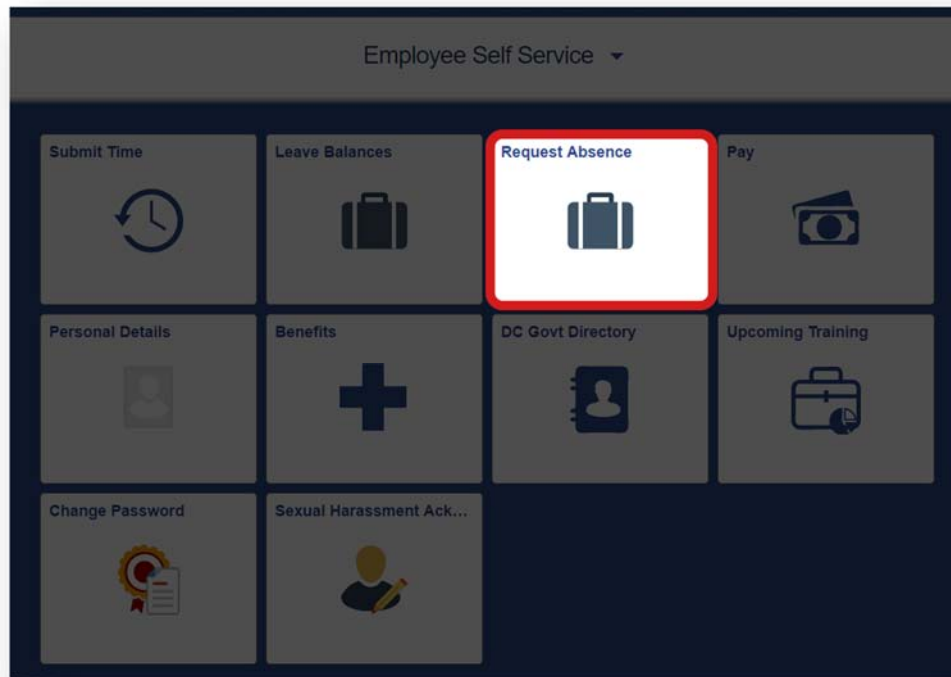 Employee Self Service
Submit Time
Leave Balances
Request Absence
Pay
Personal Details
Benefits
DC Govt Directory
Upcoming Training
Change Password
Sexual Harassment Ack...